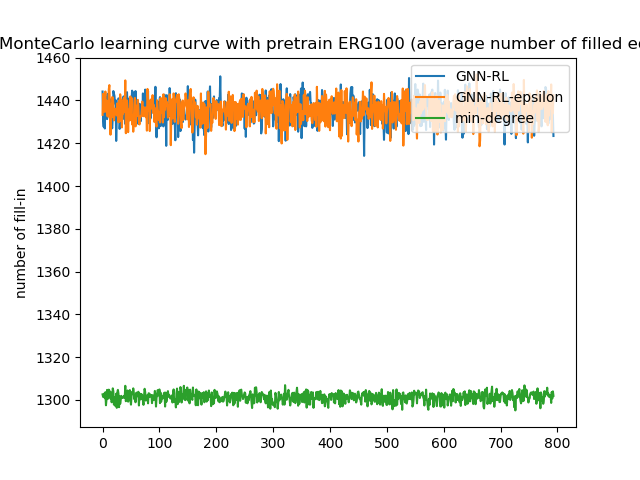 MonteCarlo learning curve with pretrain ERG100 (average number of filled
1460
1440
1420
1400
1380
1360
1340
1320
1300
number of fill-in
GNN-RL
GNN-RL-epsilon
min-degree
0 100 200 300 400 500 600 700 800